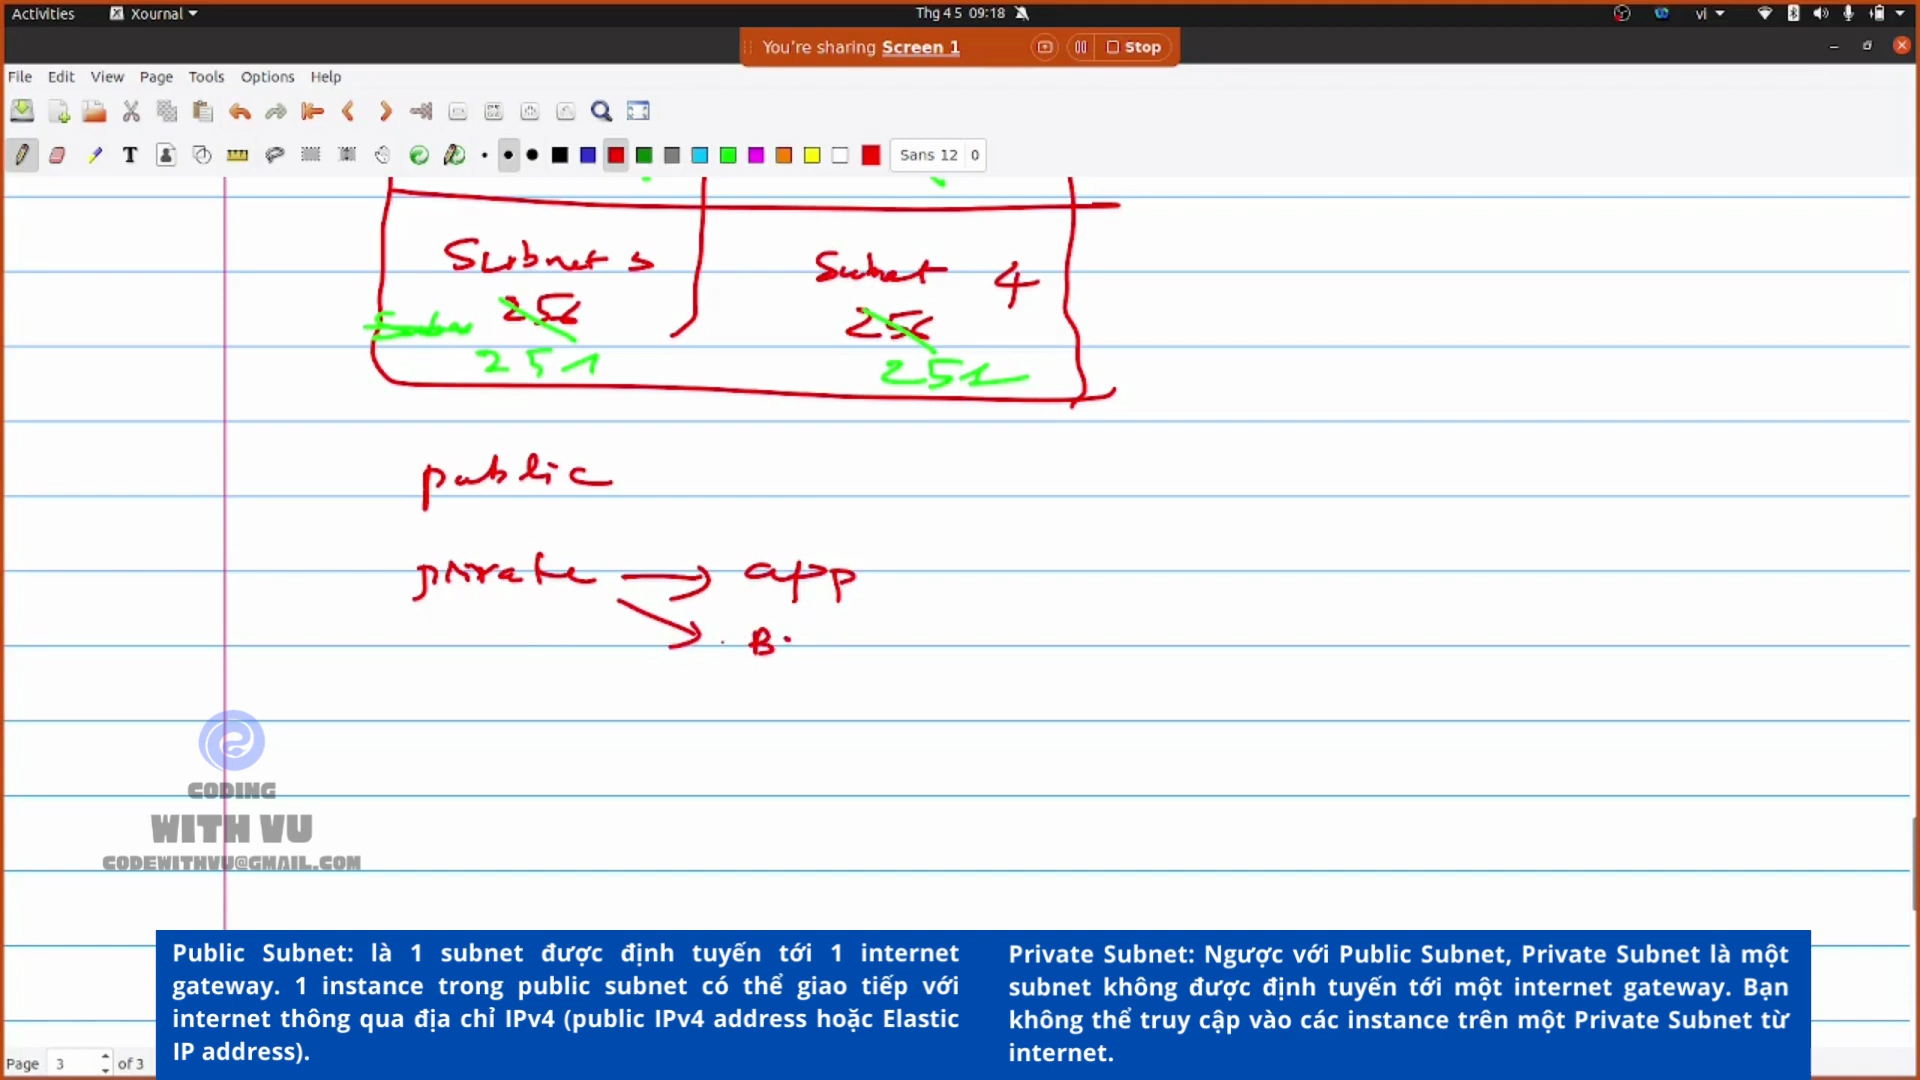 Activities
Xournal
Thg 4 5 09:18
vi
You're sharing Screen 1
Stop
File Edit View Page Tools Options Help
Sans 12 0
Subnet 3
256
251
Subnet 4
256
251
public
private → app
B
CODING
WITH VU
CODEWITHVU@GMAIL.COM
Public Subnet: là 1 subnet được định tuyến tới 1 internet
gateway. 1 instance trong public subnet có thể giao tiếp với
internet thông qua địa chỉ IPv4 (public IPv4 address hoặc Elastic
IP address).
Private Subnet: Ngược với Public Subnet, Private Subnet là một
subnet không được định tuyến tới một internet gateway. Bạn
không thể truy cập vào các instance trên một Private Subnet từ
internet.
Page 3 of 3